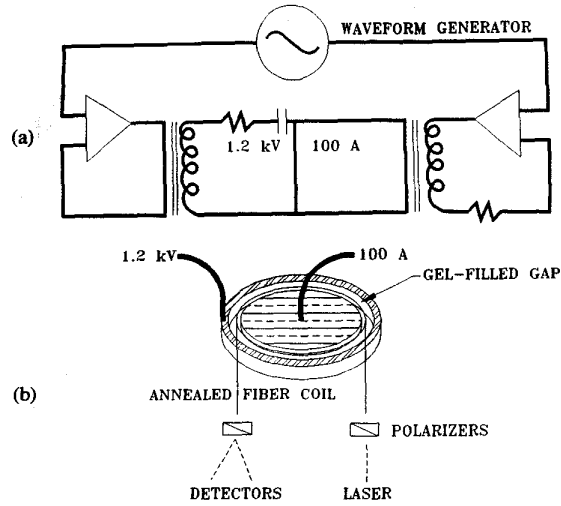 WAVEFORM GENERATOR
(a)
1.2 kV
100 A
1.2 kV
100 A
GEL-FILLED GAP
(b)
ANNEALED FIBER COIL
POLARIZERS
DETECTORS
LASER